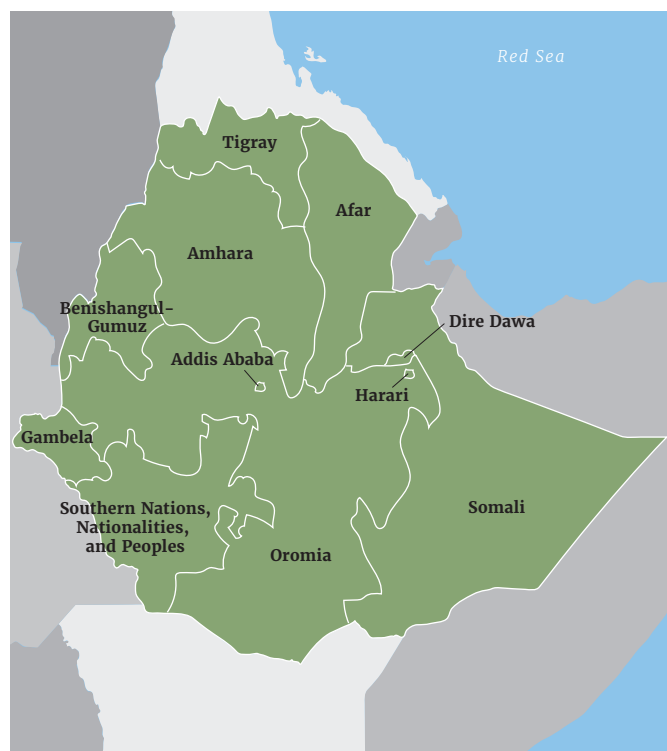 Red Sea
Tigray
Afar
Amhara
Benishangul-
Gumuz
Dire Dawa
Addis Ababa
Harari
Gambela
Southern Nations,
Nationalities,
and Peoples
Somali
Oromia